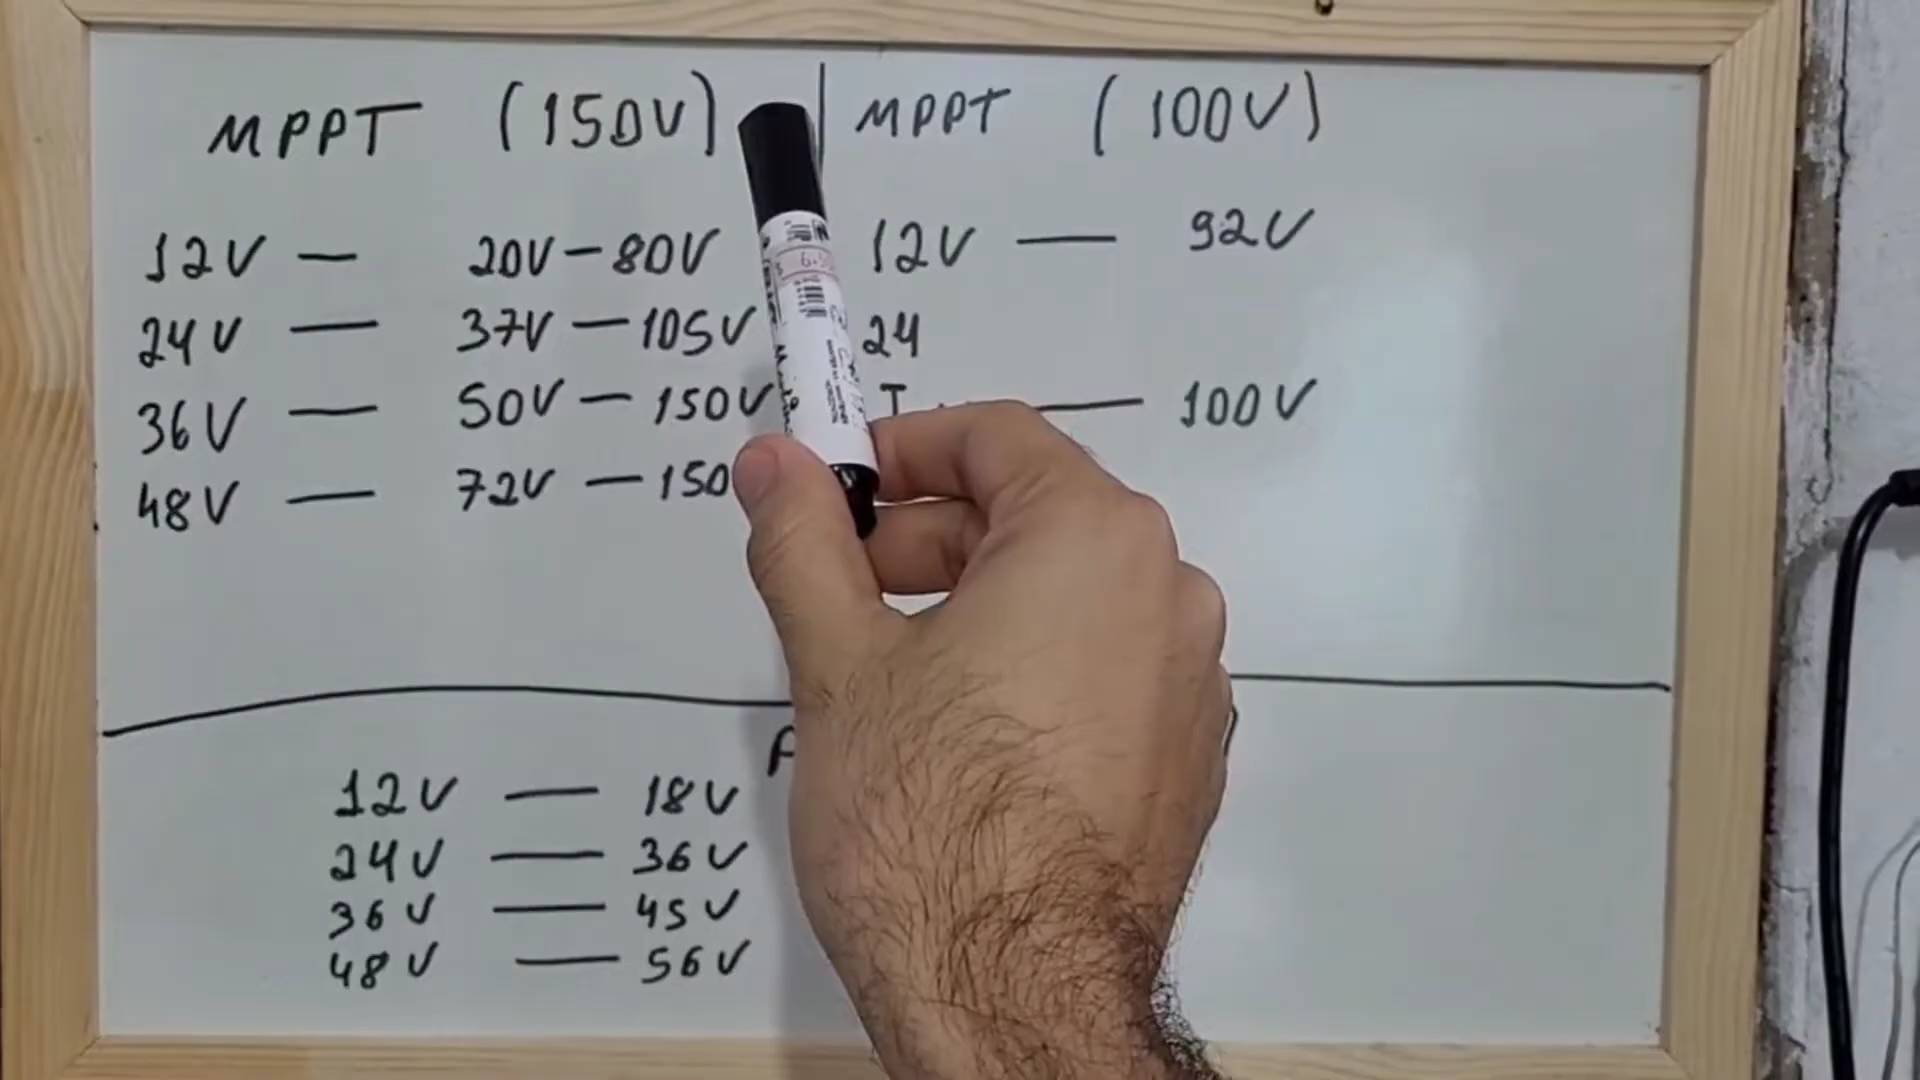 MPPT (150V)
12V — 20V — 80V
24V — 37V — 105V
36V — 50V — 150V
48V — 72V — 150
MPPT (100V)
12V — 92V
24
— 100V
12V — 18V
24V — 36V
36V — 45V
48V — 56V